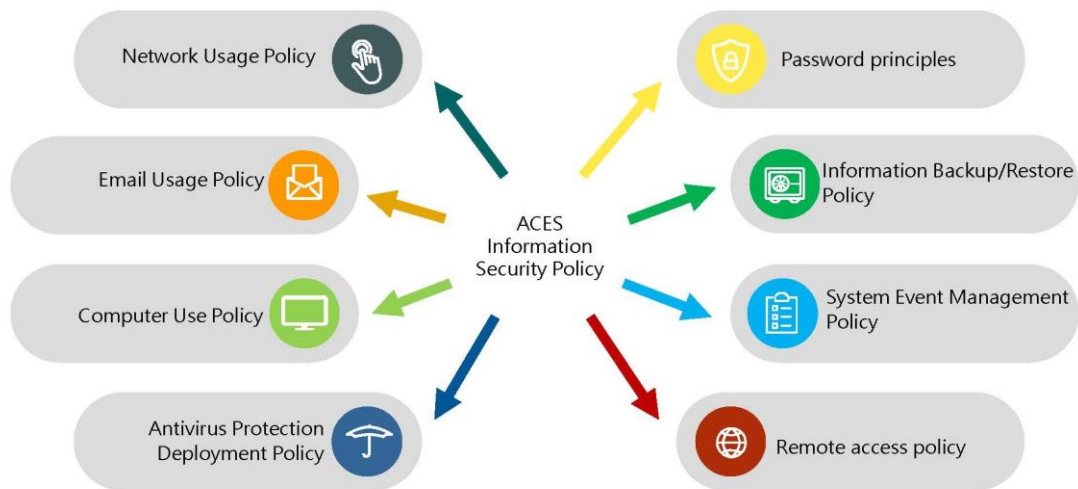 Network Usage Policy
Password principles
Email Usage Policy
Information Backup/Restore
Policy
ACES
Information
Security Policy
Computer Use Policy
System Event Management
Policy
Antivirus Protection
Deployment Policy
Remote access policy